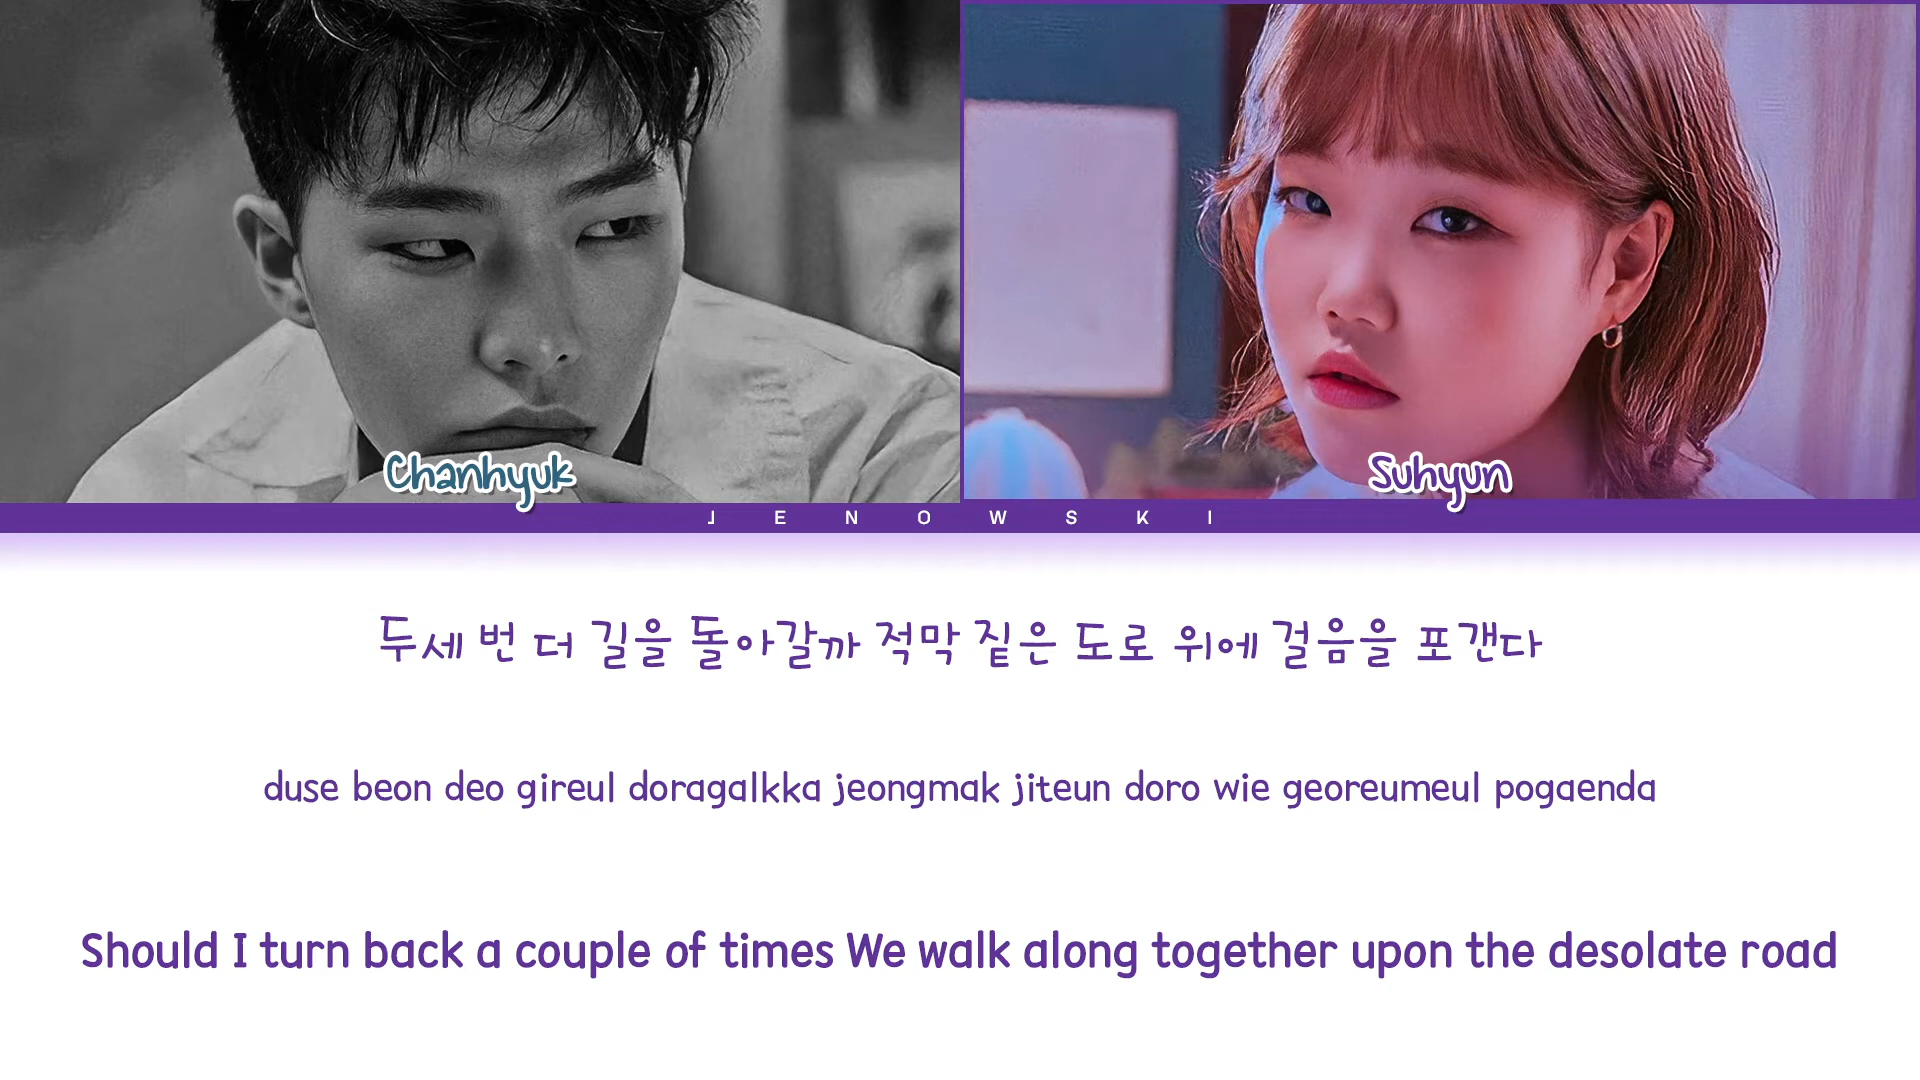 Chanhyuk
Suhyun
JENOWSKI
두세 번 더 길을 돌아갈까 적막 짙은 도로 위에 걸음을 포갠다
duse beon deo gireul doragalkka jeongmak jiteun doro wie georeumeul pogaenda
Should I turn back a couple of times We walk along together upon the desolate road